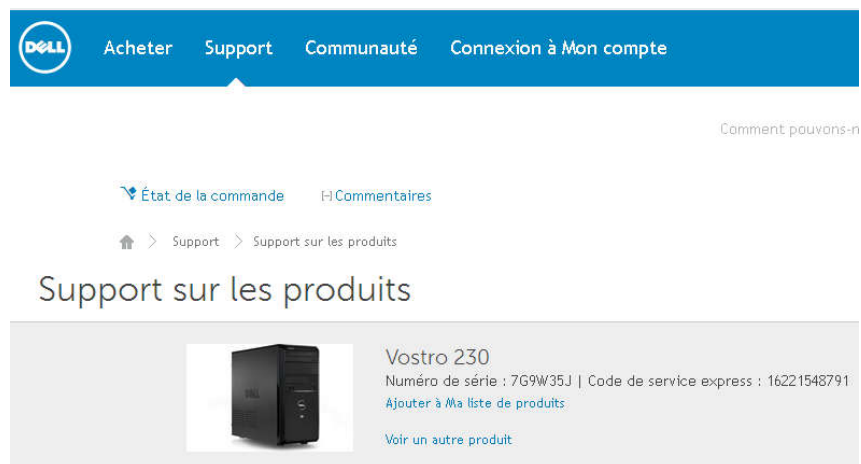 DELL
Acheter Support Communauté Connexion à Mon compte
Comment pouvons-n
État de la commande Commentaires
Support > Support sur les produits
Support sur les produits
Vostro 230
Numéro de série : 7G9W35J | Code de service express : 16221548791
Ajouter à Ma liste de produits
Voir un autre produit